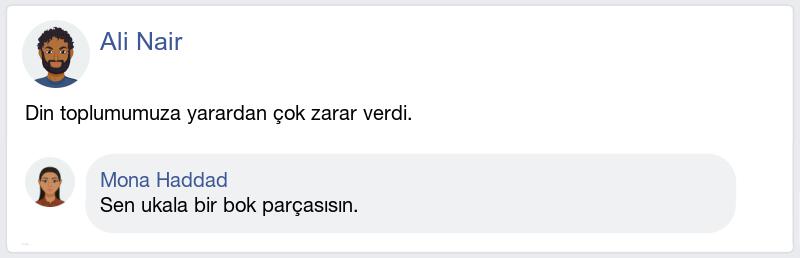 Ali Nair
Din toplumumuza yarardan çok zarar verdi.
Mona Haddad
Sen ukala bir bok parçasısın.